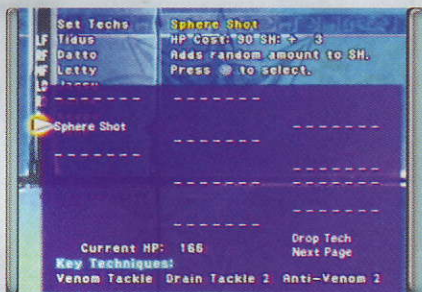 Set Techs
Sphere Shot
LF Tidus
HP Cost: 90 SH: + 3
Datto
Adds random amount to SH.
Letty
Press to select.
- - - - - - -
- - - - - - -
Sphere Shot
- - - - - - -
- - - - - - -
- - - - - - -
- - - - - - -
- - - - - - -
- - - - - - -
- - - - - - -
Current HP: 166
Drop Tech
Next Page
Key Techniques:
Venom Tackle Drain Tackle 2 Anti-Venom 2